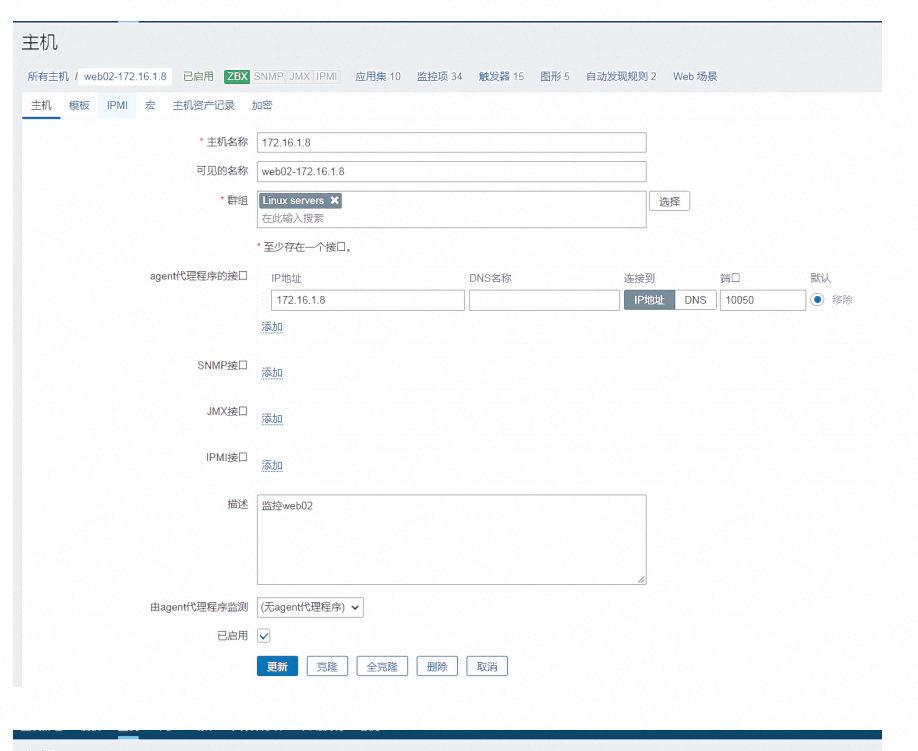 主机
所有主机 / web02-172.16.1.8 已启用 ZBX SNMP JMX IPMI 应用集 10 监控项 34 触发器 15 图形 5 自动发现规则 2 Web 场景
主机 模板 IPMI 宏 主机资产记录 加密
* 主机名称 172.16.1.8
可见的名称 web02-172.16.1.8
* 群组 Linux servers ✖ 选择
在此输入搜索
* 至少存在一个接口。
agent代理程序的接口 IP地址 DNS名称 连接到 端口 默认
172.16.1.8 IP地址 DNS 10050 移除
添加
SNMP接口 添加
JMX接口 添加
IPMI接口 添加
描述 监控web02
由agent代理程序监测 (无agent代理程序)
已启用
更新 克隆 全克隆 删除 取消